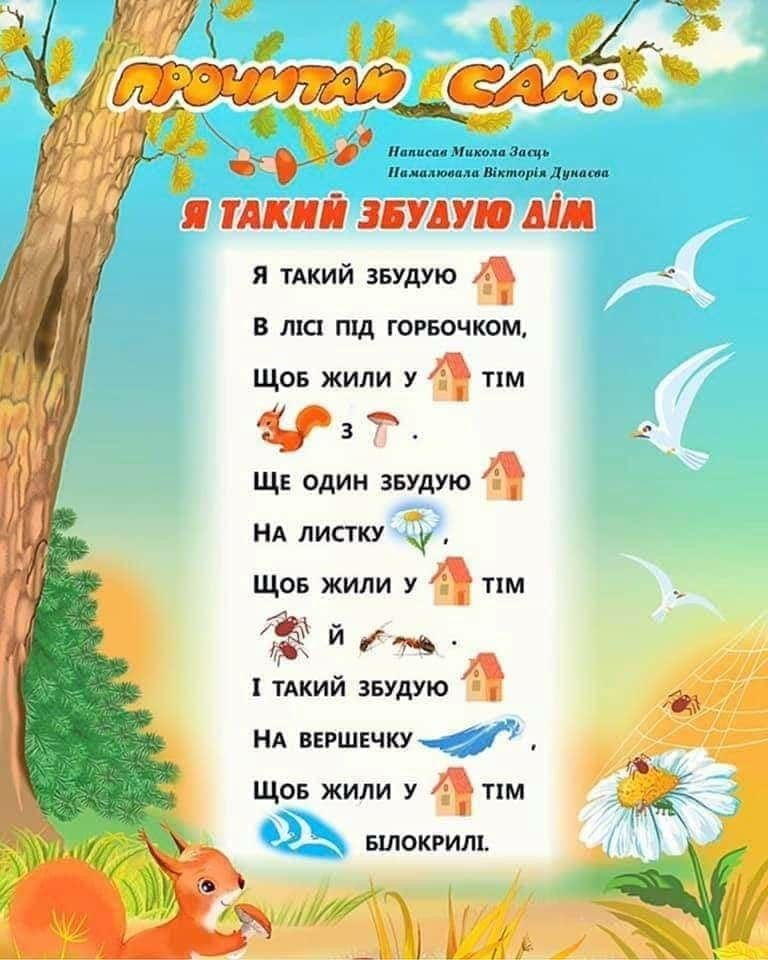 ПРОЧИТАЙ САМ:
Написав Микола Заєць
Намалювала Вікторія Дунаєва
Я ТАКИЙ ЗБУДУЮ ДІМ
Я ТАКИЙ ЗБУДУЮ
В ЛІСІ ПІД ГОРБОЧКОМ,
ЩОБ ЖИЛИ У ТІМ
З .
ЩЕ ОДИН ЗБУДУЮ
НА ЛИСТКУ ,
ЩОБ ЖИЛИ У ТІМ
Й .
І ТАКИЙ ЗБУДУЮ
НА ВЕРШЕЧКУ ,
ЩОБ ЖИЛИ У ТІМ
БІЛОКРИЛІ.